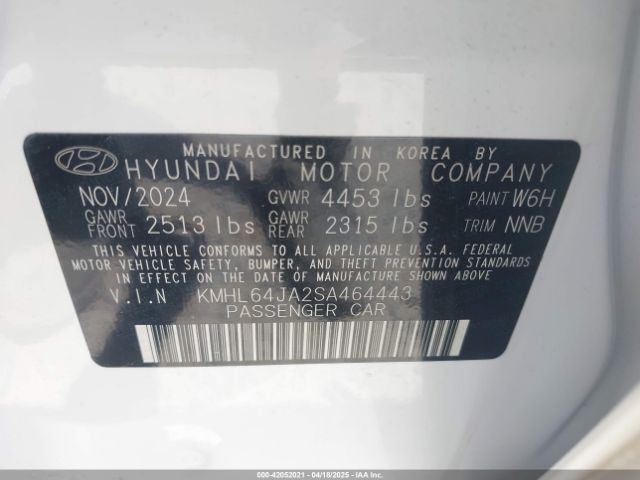 MANUFACTURED IN KOREA BY
HYUNDAI MOTOR COMPANY
NOV/2024 GVWR 4453 lbs PAINT W6H
GAWR FRONT 2513 lbs GAWR REAR 2315 lbs TRIM NNB
THIS VEHICLE CONFORMS TO ALL APPLICABLE U.S.A. FEDERAL
MOTOR VEHICLE SAFETY, BUMPER, AND THEFT PREVENTION
STANDARDS IN EFFECT ON THE DATE OF MANUFACTURE SHOWN ABOVE.
V.I.N KMHL64JA2SA464443
PASSENGER CAR
000-42052021 - 04/18/2025 - IAAI.COM